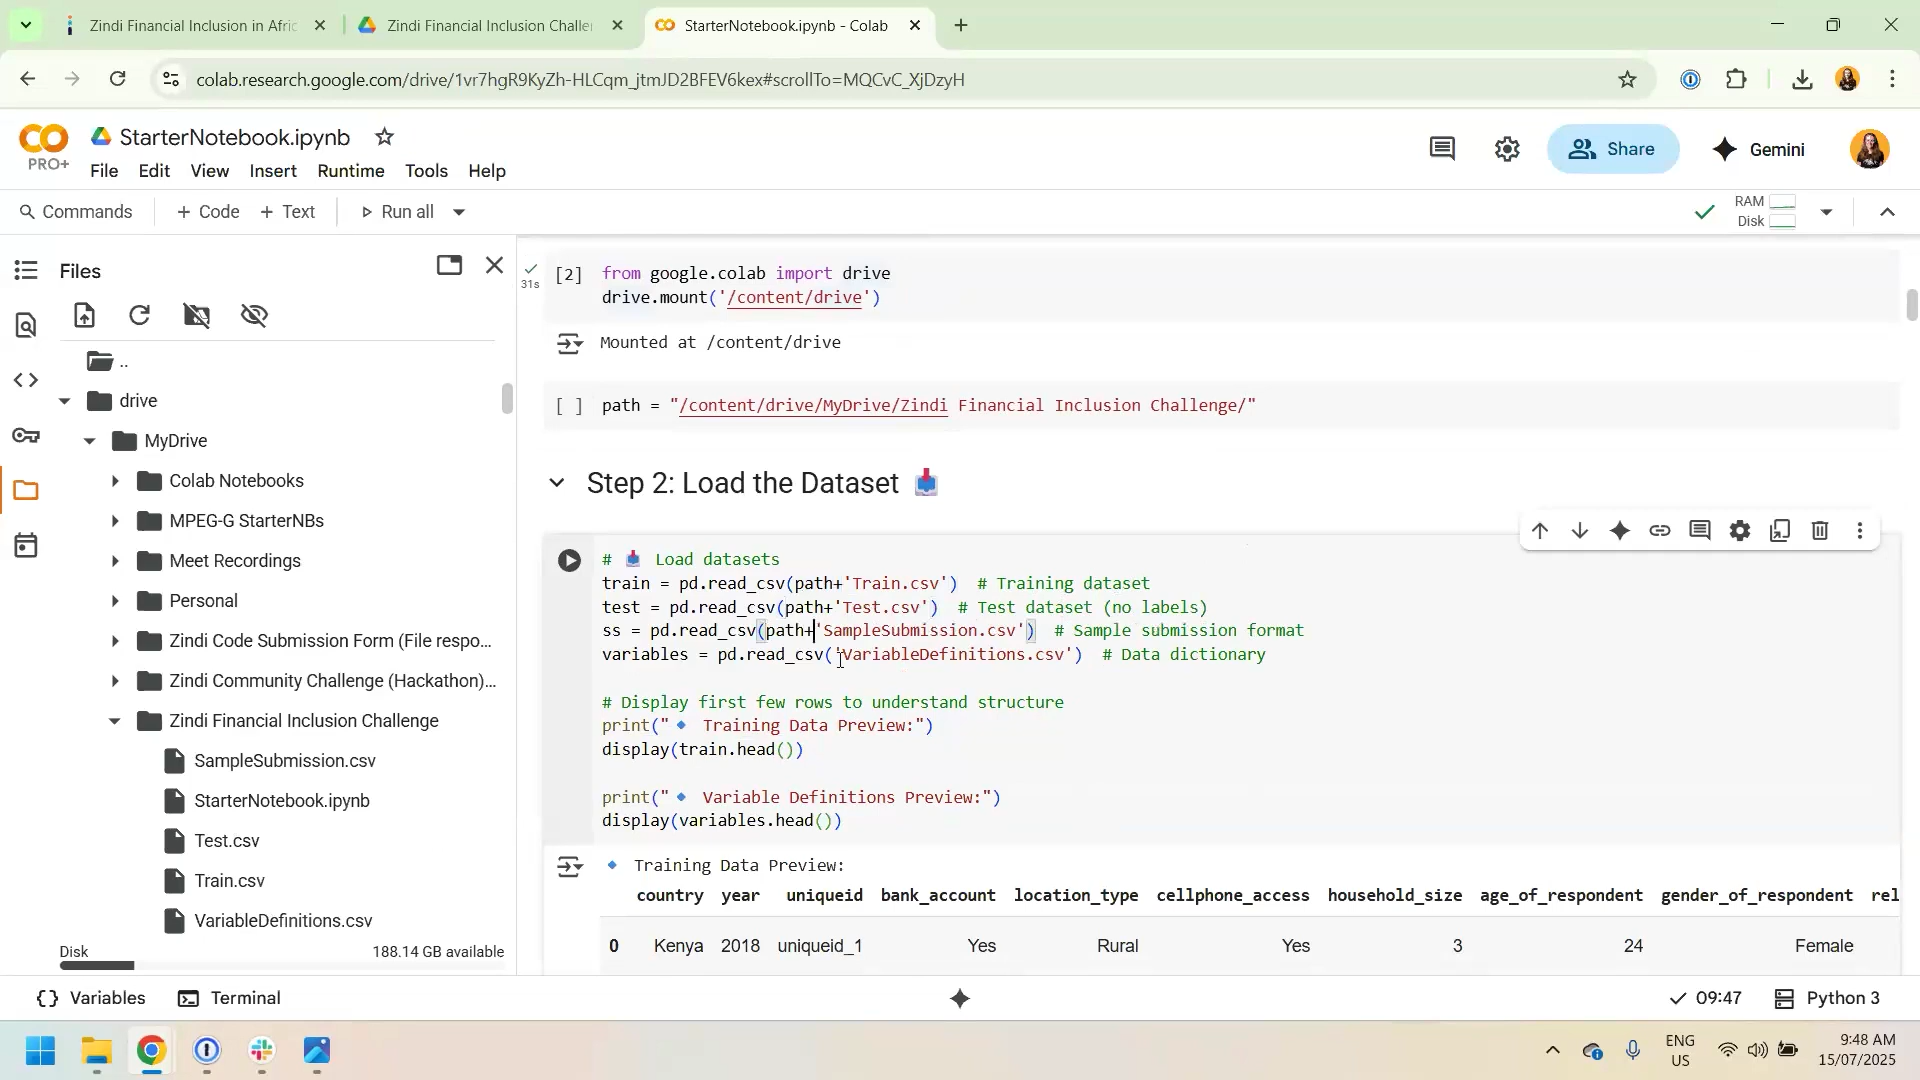 Zindi Financial Inclusion in Afric
Zindi Financial Inclusion Challe
StarterNotebook.ipynb - Colab
colab.research.google.com/drive/1vr7hgR9KyZh-HLCqm_jtmJD2BFEV6kex#scrollTo=MQCvC_XjDzyH
PRO+
StarterNotebook.ipynb
File Edit View Insert Runtime Tools Help
Share
Gemini
Commands
+ Code + Text
Run all
RAM
Disk
Files
..
drive
MyDrive
Colab Notebooks
MPEG-G StarterNBs
Meet Recordings
Personal
Zindi Code Submission Form (File respo...
Zindi Community Challenge (Hackathon)...
Zindi Financial Inclusion Challenge
SampleSubmission.csv
StarterNotebook.ipynb
Test.csv
Train.csv
VariableDefinitions.csv
Disk 188.14 GB available
31s
[2] from google.colab import drive
drive.mount('/content/drive')
Mounted at /content/drive
[ ] path = "/content/drive/MyDrive/Zindi Financial Inclusion Challenge/"
Step 2: Load the Dataset 📥
# 📥 Load datasets
train = pd.read_csv(path+'Train.csv') # Training dataset
test = pd.read_csv(path+'Test.csv') # Test dataset (no labels)
ss = pd.read_csv(path+'SampleSubmission.csv') # Sample submission format
variables = pd.read_csv('VariableDefinitions.csv') # Data dictionary
# Display first few rows to understand structure
print("🔹 Training Data Preview:")
display(train.head())
print("🔹 Variable Definitions Preview:")
display(variables.head())
🔹 Training Data Preview:
country year uniqueid bank_account location_type cellphone_access household_size age_of_respondent gender_of_respondent rel
0 Kenya 2018 uniqueid_1 Yes Rural Yes 3 24 Female
{} Variables
Terminal
09:47
Python 3
ENG
US
9:48 AM
15/07/2025